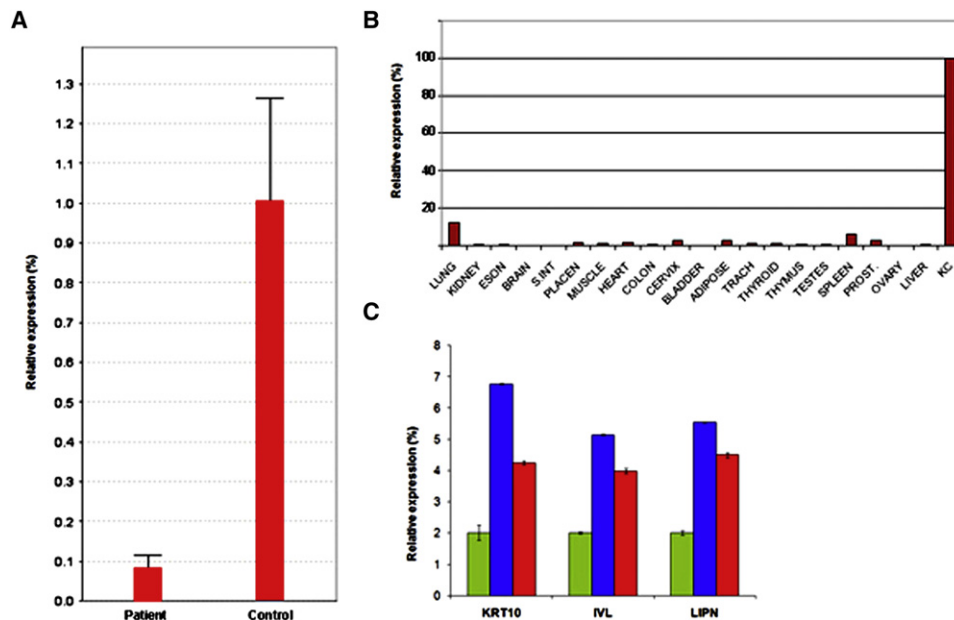 A
Relative expression (%)
1.3
1.2
1.1
1.0
0.9
0.8
0.7
0.6
0.5
0.4
0.3
0.2
0.1
0.0
Patient Control
B
Relative expression (%)
100
80
60
40
20
LUNG
KIDNEY
ESON
BRAIN
S.INT
PLACEN
MUSCLE
HEART
COLON
CERVIX
BLADDER
ADIPOSE
TRACH
THYROID
THYMUS
TESTES
SPLEEN
PROST.
OVARY
LIVER
KC
C
Relative expression (%)
8
7
6
5
4
3
2
1
0
KRT10 IVL LIPN